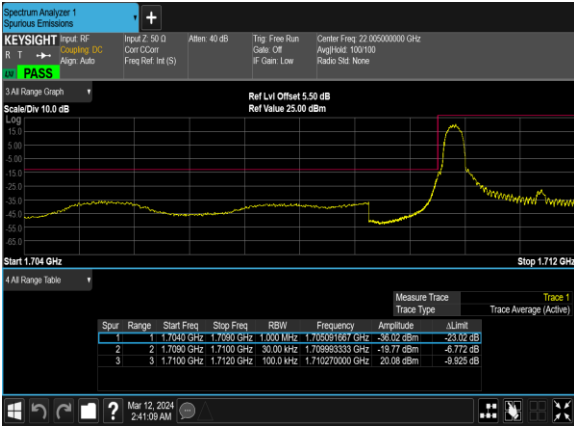 Spectrum Analyzer 1
Spurious Emissions
KEYSIGHT
R T
LXI
PASS
Input: RF
Coupling: DC
Align: Auto
Input Z: 50 Ω
Corr CCorr
Freq Ref: Int (S)
Atten: 40 dB
Trig: Free Run
Gate: Off
IF Gain: Low
Center Freq: 22.005000000 GHz
Avg|Hold: 100/100
Radio Std: None
3 All Range Graph
Scale/Div 10.0 dB
Ref Lvl Offset 5.50 dB
Ref Value 25.00 dBm
Log
15.0
5.00
-5.00
-15.0
-25.0
-35.0
-45.0
-55.0
-65.0
Start 1.704 GHz
Stop 1.712 GHz
4 All Range Table
Measure Trace Trace 1
Trace Type Trace Average (Active)
Spur Range Start Freq Stop Freq RBW Frequency Amplitude ΔLimit
1 1 1.7040 GHz 1.7090 GHz 1.000 MHz 1.705091667 GHz -36.02 dBm -23.02 dB
2 2 1.7090 GHz 1.7100 GHz 30.00 kHz 1.709993333 GHz -19.77 dBm -6.772 dB
3 3 1.7100 GHz 1.7120 GHz 100.0 kHz 1.710270000 GHz 20.08 dBm -9.925 dB
Mar 12, 2024
2:41:09 AM